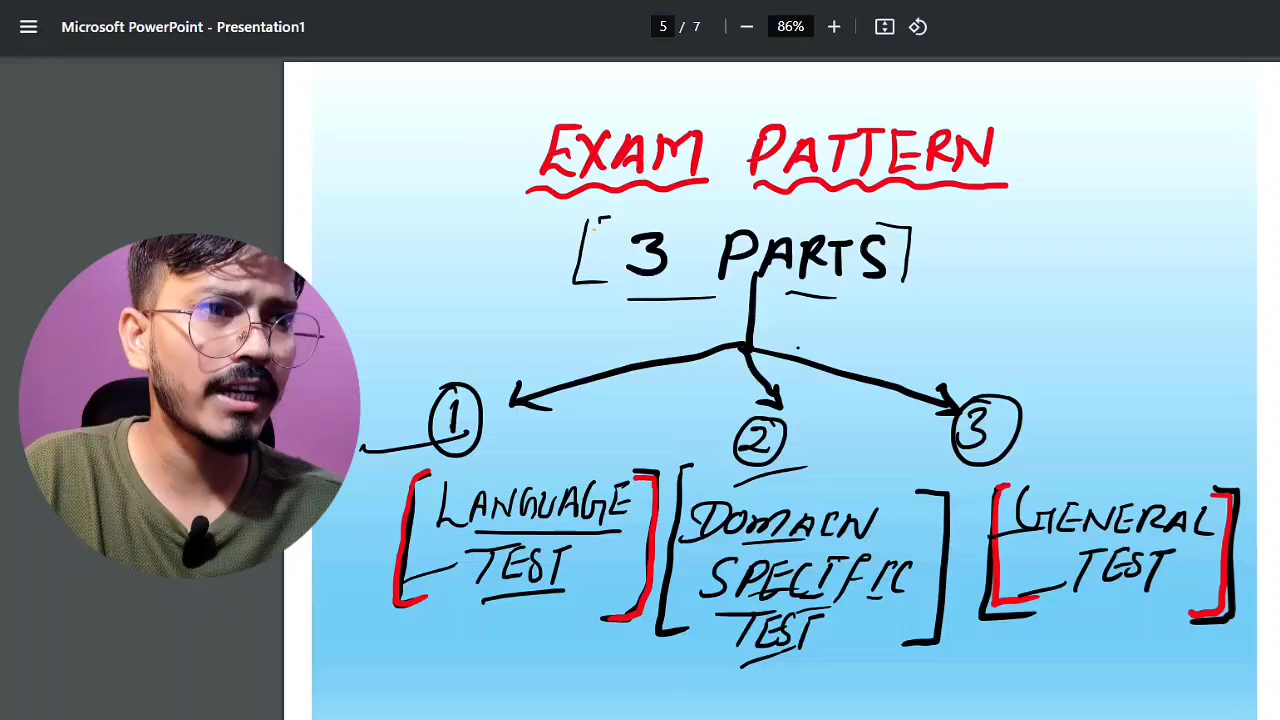 Microsoft PowerPoint - Presentation1
5 / 7
86%
EXAM PATTERN
[ 3 PARTS ]
1
2
3
[LANGUAGE TEST]
[DOMAIN SPECIFIC TEST]
[GENERAL TEST]